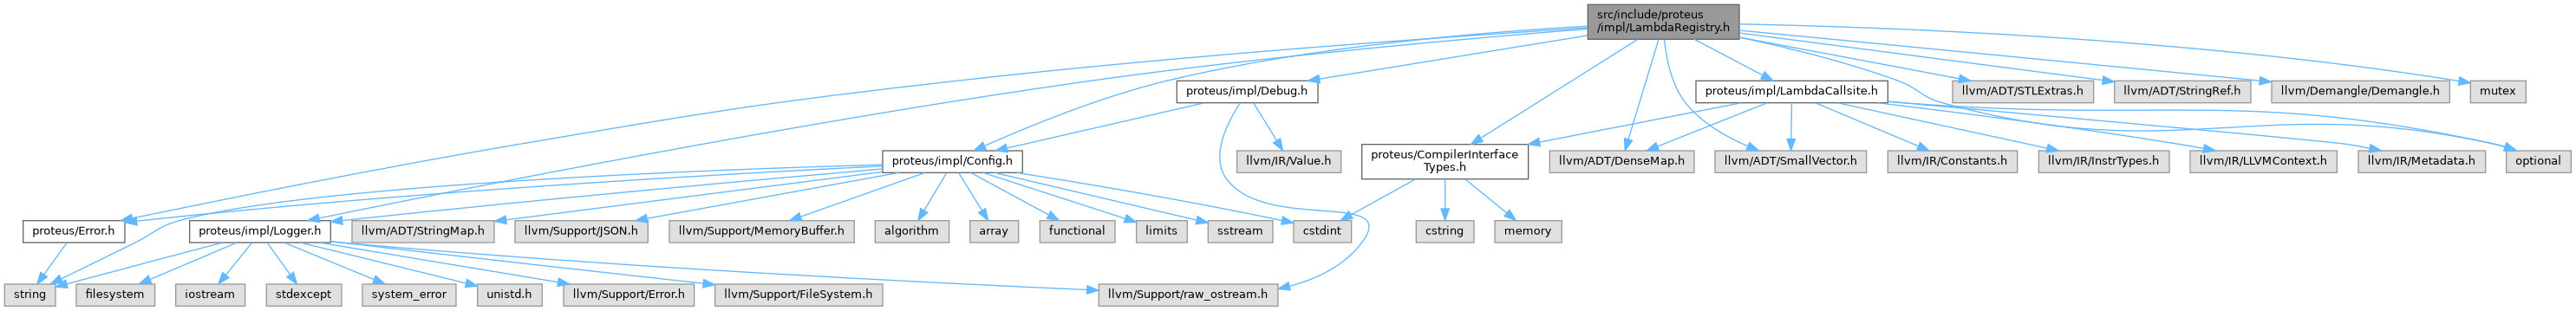 src/include/proteus
/impl/LambdaRegistry.h
proteus/impl/Debug.h
proteus/impl/LambdaCallsite.h
llvm/ADT/STLExtras.h
llvm/ADT/StringRef.h
llvm/Demangle/Demangle.h
mutex
proteus/impl/Config.h
llvm/IR/Value.h
proteus/CompilerInterface
Types.h
llvm/ADT/DenseMap.h
llvm/ADT/SmallVector.h
llvm/IR/Constants.h
llvm/IR/InstrTypes.h
llvm/IR/LLVMContext.h
llvm/IR/Metadata.h
optional
proteus/Error.h
proteus/impl/Logger.h
llvm/ADT/StringMap.h
llvm/Support/JSON.h
llvm/Support/MemoryBuffer.h
algorithm
array
functional
limits
sstream
cstdint
cstring
memory
string
filesystem
iostream
stdexcept
system_error
unistd.h
llvm/Support/Error.h
llvm/Support/FileSystem.h
llvm/Support/raw_ostream.h